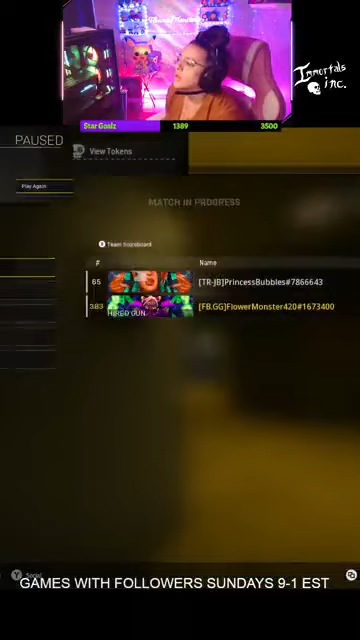 Immortals
inc.
Star Goalz 1389 3500
PAUSED
View Tokens
Play Again
MATCH IN PROGRESS
Y Team Scoreboard
# Name
65 [TR-JB]PrincessBubbles#7866643
383 [FB.GG]FlowerMonster420#1673400
HIRED GUN
Y Social
GAMES WITH FOLLOWERS SUNDAYS 9-1 EST